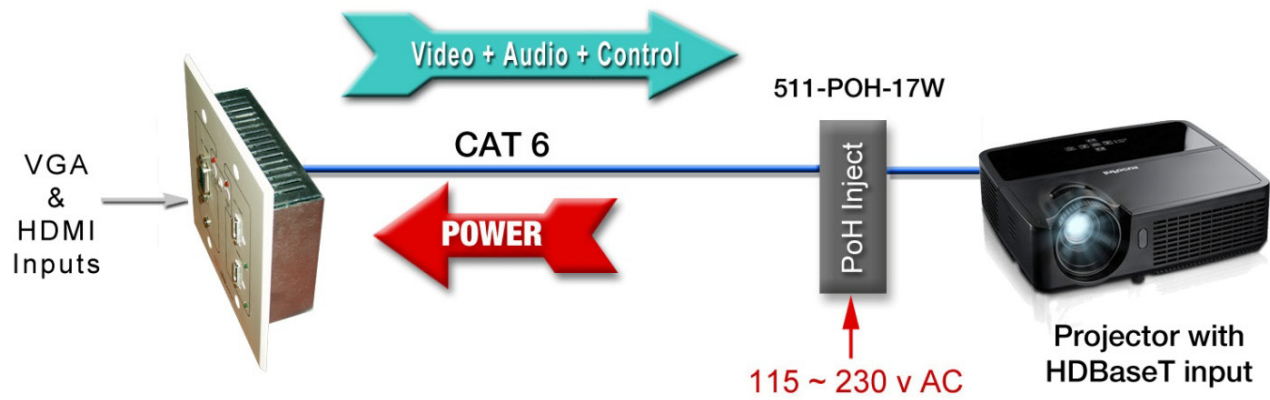 Video + Audio + Control
511-POH-17W
CAT 6
VGA
&
HDMI
Inputs
POWER
PoH Inject
Projector with
HDBaseT input
115 ~ 230 v AC